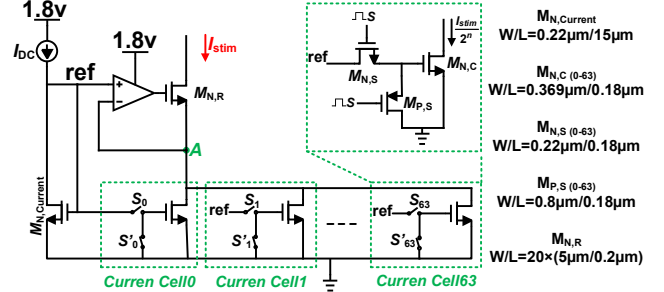 1.8v
I_DC
ref
1.8v
+
−
M_N,R
I_stim
A
M_N,Current
S_0
S'_0
Curren Cell0
ref
S_1
S'_1
Curren Cell1
ref
S_63
S'_63
Curren Cell63
S
ref
M_N,S
S
M_P,S
M_N,C
I_stim
2^n
M_N,Current
W/L=0.22µm/15µm
M_N,C (0-63)
W/L=0.369µm/0.18µm
M_N,S (0-63)
W/L=0.22µm/0.18µm
M_P,S (0-63)
W/L=0.8µm/0.18µm
M_N,R
W/L=20×(5µm/0.2µm)